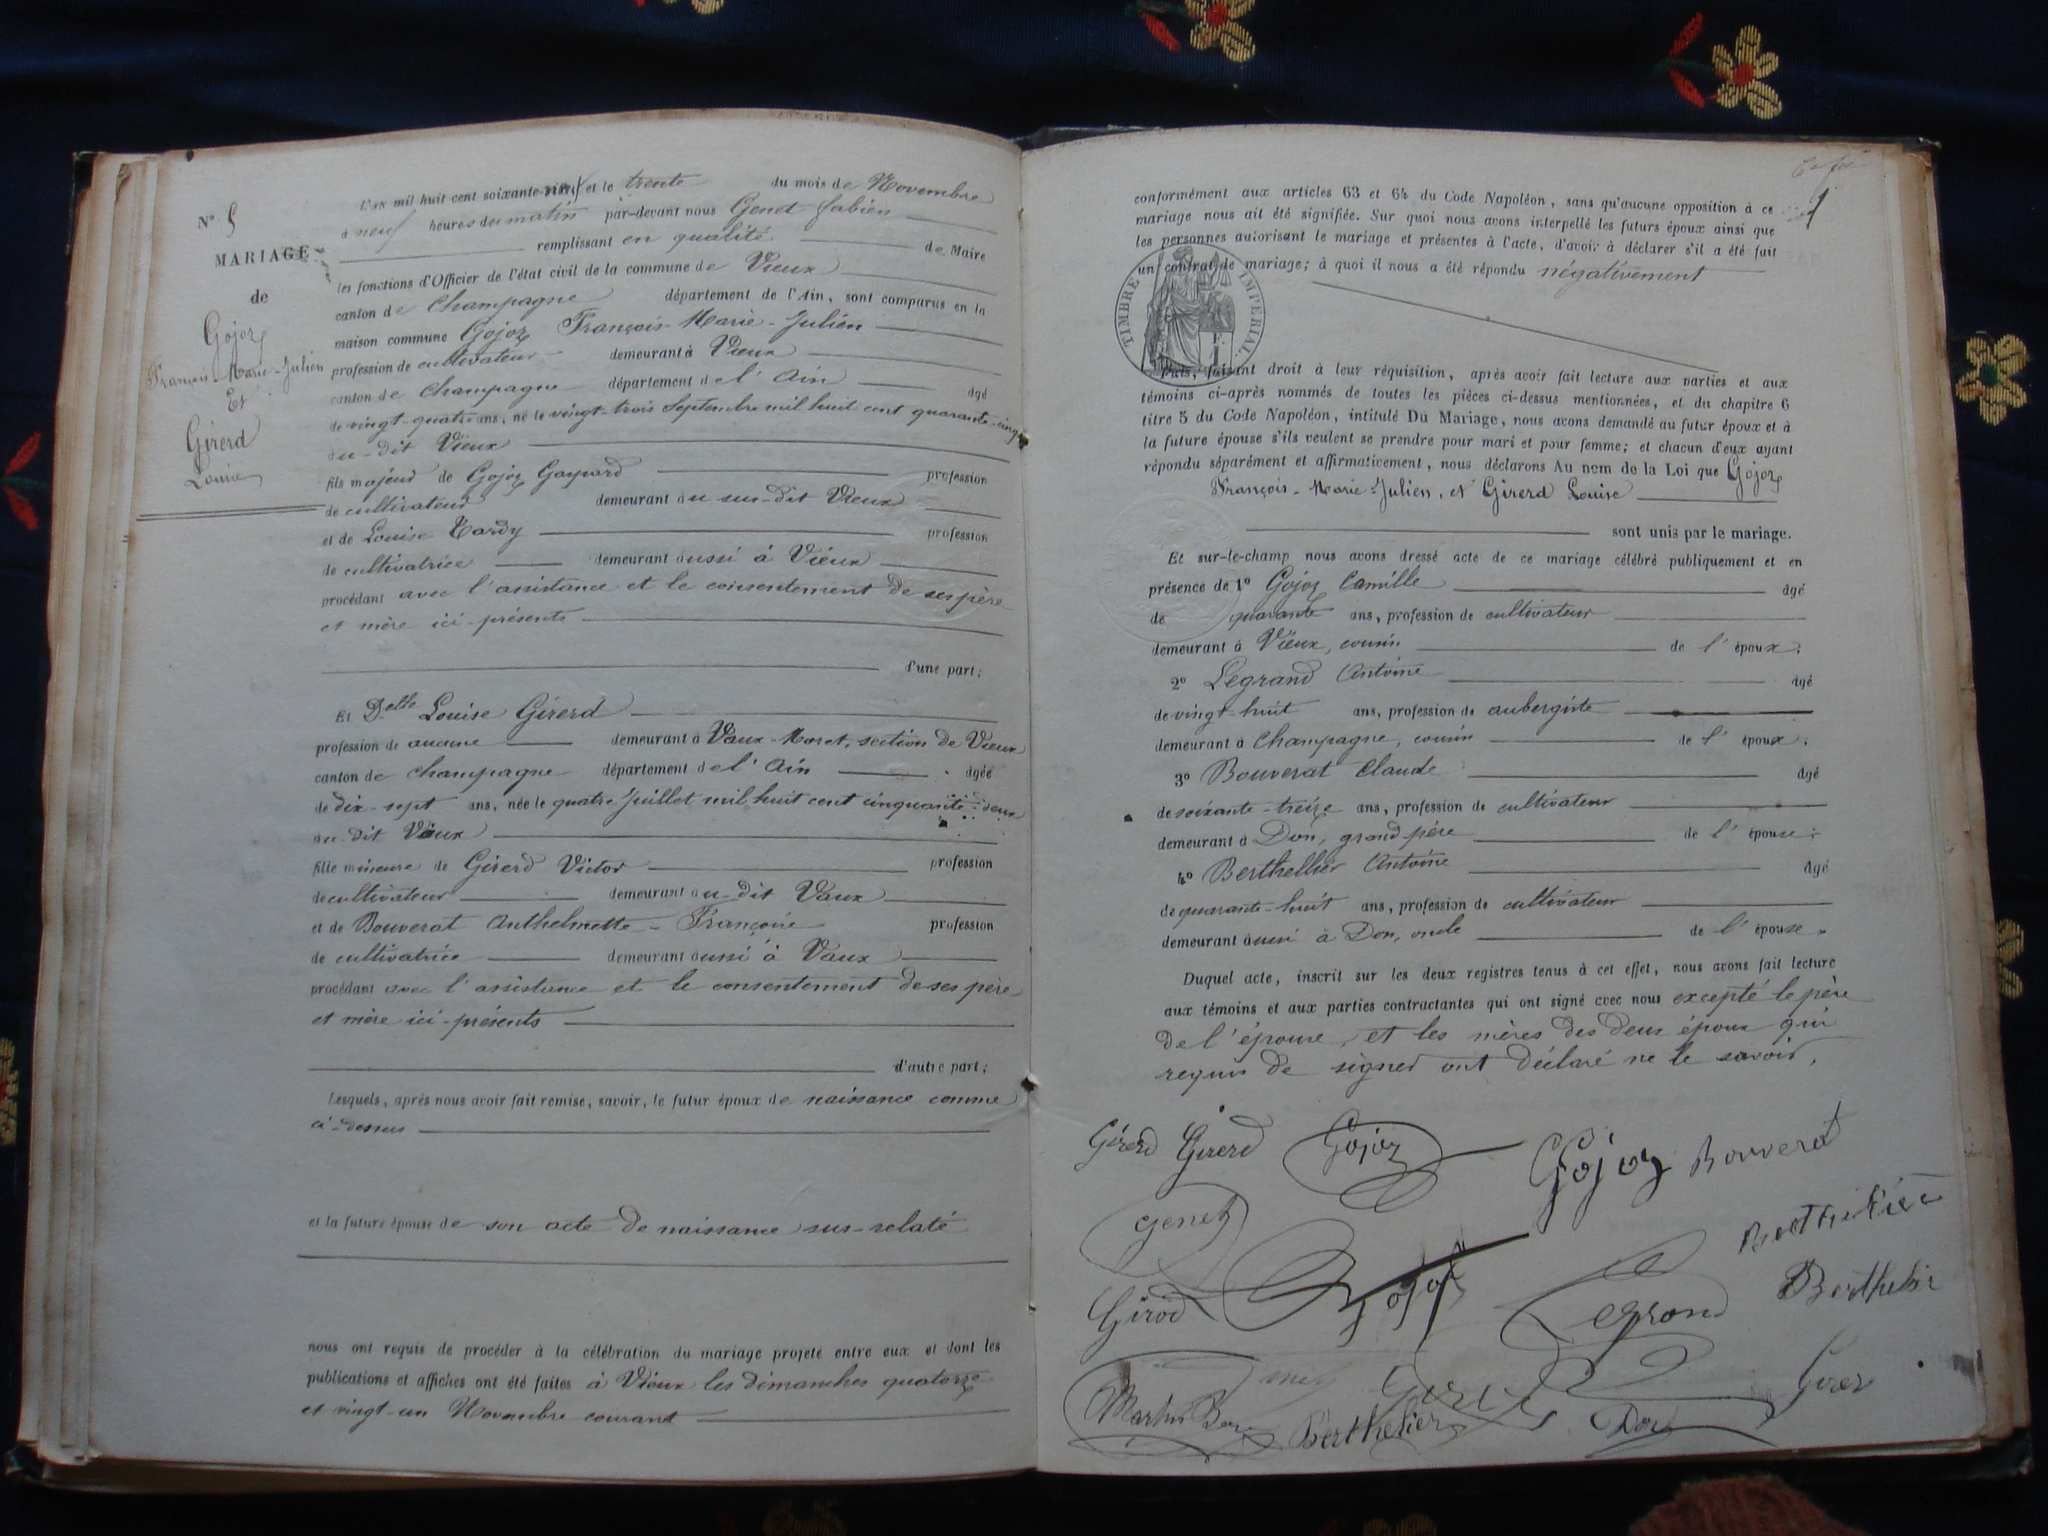 N° 5
MARIAGE
de
Gojoz
François-Marie-Julien
Et
Girerd
Louise
L'an mil huit cent soixante-neuf et le trente du mois de Novembre
à neuf heures du matin par-devant nous Genet fabien
remplissant en qualité de Maire
les fonctions d'Officier de l'état civil de la commune de Vieux
canton de Champagne département de l'Ain, sont comparus en la
maison commune Gojoz François-Marie-Julien
profession de cultivateur demeurant à Vieux
canton de Champagne département de l'Ain âgé
de vingt-quatre ans, né le vingt-trois Septembre mil huit cent quarante-cinq
au-dit Vieux
fils majeur de Gojoz Gaspard profession
de cultivateur demeurant au sus-dit Vieux
et de Louise Tardy profession
de cultivatrice demeurant aussi à Vieux
procédant avec l'assistance et le consentement de ses père
et mère ici-présents
d'une part;
Et Delle Louise Girerd
profession de aucune demeurant à Vaux-Moret, section de Vieux
canton de Champagne département de l'Ain âgée
de dix-sept ans, née le quatre Juillet mil huit cent cinquante-deux
au-dit Vaux
fille mineure de Girerd Victor profession
de cultivateur demeurant au-dit Vaux
et de Bouverat Anthelmette-Françoise profession
de cultivatrice demeurant aussi à Vaux
procédant avec l'assistance et le consentement de ses père
et mère ici-présents
d'autre part;
Lesquels, après nous avoir fait remise, savoir, le futur époux de naissance comme
ci-dessus
et la future épouse de son acte de naissance sus-relaté
nous ont requis de procéder à la célébration du mariage projeté entre eux et dont les
publications et affiches ont été faites à Vieux les dimanches quatorze
et vingt-un Novembre courant
conformément aux articles 63 et 64 du Code Napoléon, sans qu'aucune opposition à ce
mariage nous ait été signifiée. Sur quoi nous avons interpellé les futurs époux ainsi que
les personnes autorisant le mariage et présentes à l'acte, d'avoir à déclarer s'il a été fait
un contrat de mariage; à quoi il nous a été répondu négativement
TIMBRE IMPÉRIAL
Puis, faisant droit à leur réquisition, après avoir fait lecture aux parties et aux
témoins ci-après nommés de toutes les pièces ci-dessus mentionnées, et du chapitre 6
titre 5 du Code Napoléon, intitulé Du Mariage, nous avons demandé au futur époux et à
la future épouse s'ils veulent se prendre pour mari et pour femme; et chacun d'eux ayant
répondu séparément et affirmativement, nous déclarons Au nom de la Loi que Gojoz
François-Marie-Julien, et Girerd Louise
sont unis par le mariage.
Et sur-le-champ nous avons dressé acte de ce mariage célébré publiquement et en
présence de 1° Gojoz Camille âgé
de quarante ans, profession de cultivateur
demeurant à Vieux, cousin de l'époux;
2° Legrand Antoine âgé
de vingt-huit ans, profession de aubergiste
demeurant à Champagne, cousin de l'époux;
3° Bouverat Claude âgé
de soixante-treize ans, profession de cultivateur
demeurant à Don, grand père de l'épouse;
4° Berthellier Antoine âgé
de quarante-huit ans, profession de cultivateur
demeurant aussi à Don, oncle de l'épouse.
Duquel acte, inscrit sur les deux registres tenus à cet effet, nous avons fait lecture
aux témoins et aux parties contractantes qui ont signé avec nous excepté le père
de l'épouse, et les mères des deux époux qui
requis de signer ont déclaré ne le savoir.
Girerd Girerd Gojoz Gojoz Bouverat
Genet
Berthelier
Girod Gojoz Legrand Berthelier
Martin Berthelier